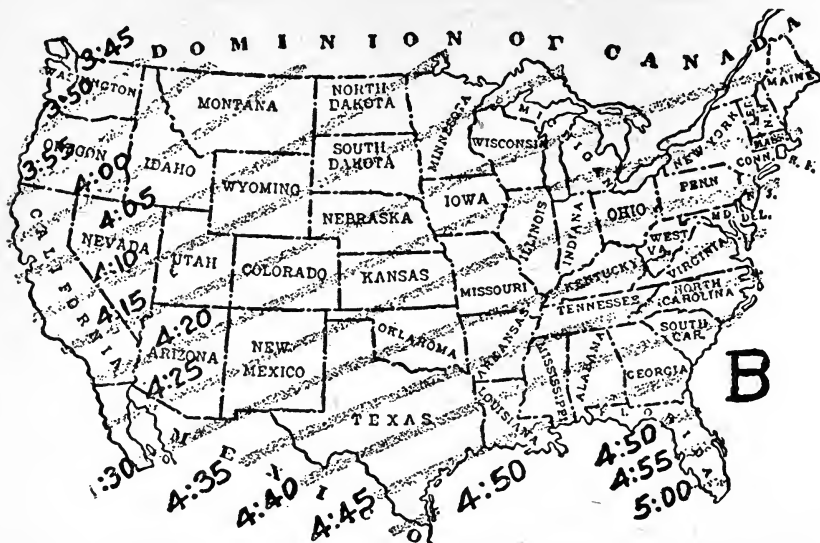 DOMINION OF CANADA
3:45
WASHINGTON
3:50
MONTANA
NORTH DAKOTA
MINNESOTA
MICHIGAN
WISCONSIN
MAINE
NEW YORK
MASS.
CONN.
R. I.
3:55
OREGON
4:00
IDAHO
SOUTH DAKOTA
WYOMING
4:05
IOWA
PENN
OHIO
NEBRASKA
ILLINOIS
INDIANA
MD.
DEL.
WEST VA.
VIRGINIA
CALIFORNIA
NEVADA
4:10
UTAH
COLORADO
KANSAS
MISSOURI
KENTUCKY
4:15
TENNESSEE
NORTH CAROLINA
4:20
ARIZONA
NEW MEXICO
OKLAHOMA
ARKANSAS
MISSISSIPPI
ALABAMA
GEORGIA
SOUTH CAR.
B
4:25
TEXAS
LOUISIANA
FLORIDA
:30
4:35
4:40
4:45
4:50
4:50
4:55
5:00